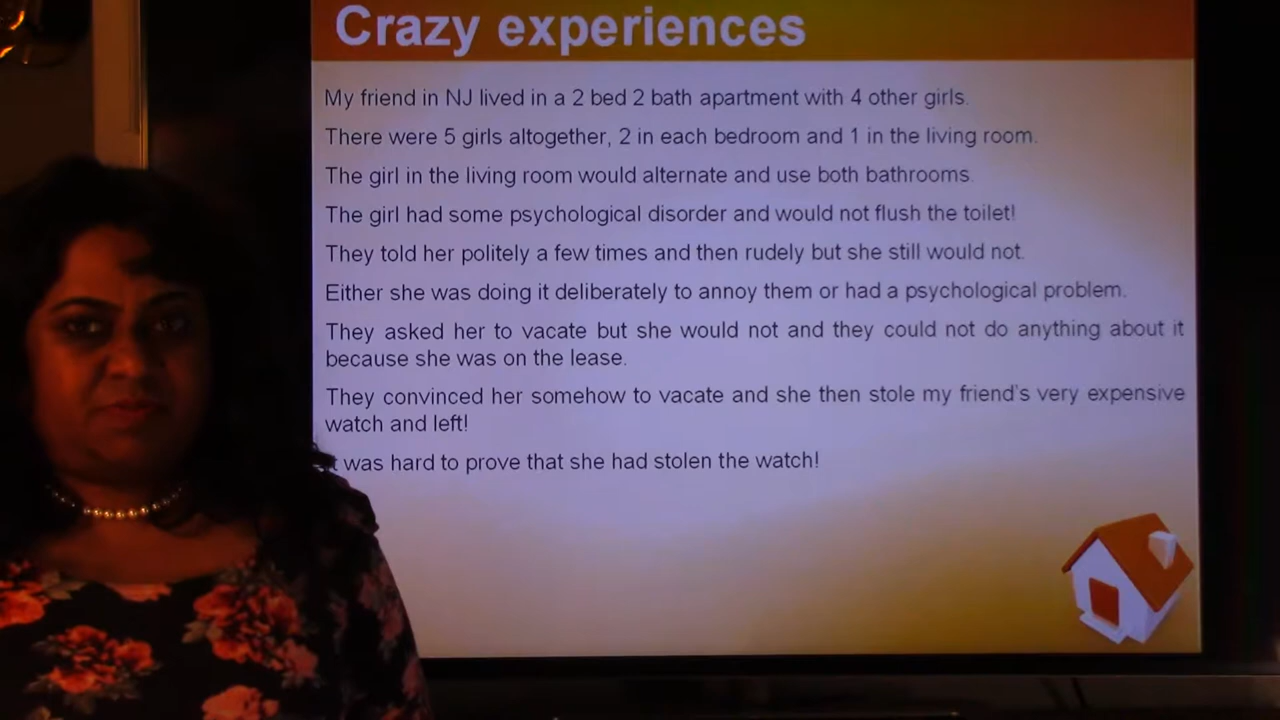 Crazy experiences
My friend in NJ lived in a 2 bed 2 bath apartment with 4 other girls.
There were 5 girls altogether, 2 in each bedroom and 1 in the living room.
The girl in the living room would alternate and use both bathrooms.
The girl had some psychological disorder and would not flush the toilet!
They told her politely a few times and then rudely but she still would not.
Either she was doing it deliberately to annoy them or had a psychological problem.
They asked her to vacate but she would not and they could not do anything about it
because she was on the lease.
They convinced her somehow to vacate and she then stole my friend's very expensive
watch and left!
t was hard to prove that she had stolen the watch!